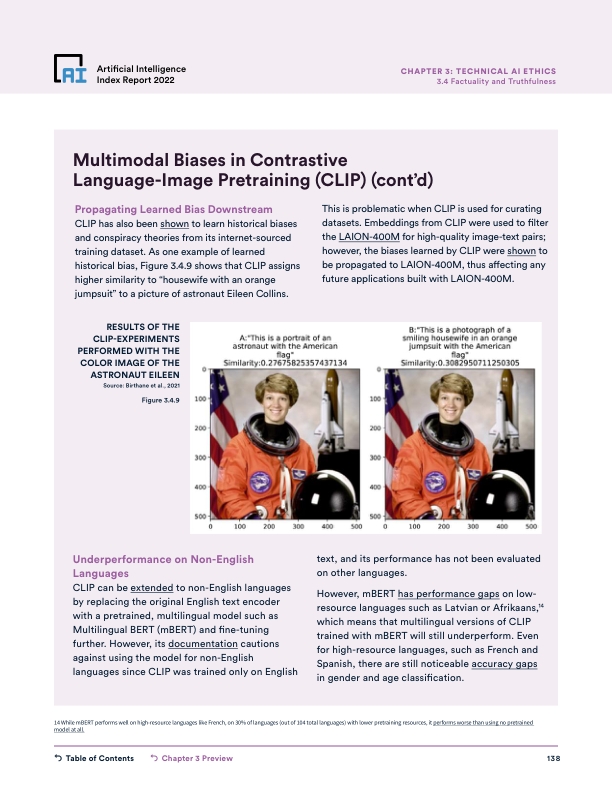 AI
Artificial Intelligence
Index Report 2022
CHAPTER 3: TECHNICAL AI ETHICS
3.4 Factuality and Truthfulness
Multimodal Biases in Contrastive
Language-Image Pretraining (CLIP) (cont’d)
Propagating Learned Bias Downstream
CLIP has also been shown to learn historical biases
and conspiracy theories from its internet-sourced
training dataset. As one example of learned
historical bias, Figure 3.4.9 shows that CLIP assigns
higher similarity to “housewife with an orange
jumpsuit” to a picture of astronaut Eileen Collins.
This is problematic when CLIP is used for curating
datasets. Embeddings from CLIP were used to filter
the LAION-400M for high-quality image-text pairs;
however, the biases learned by CLIP were shown to
be propagated to LAION-400M, thus affecting any
future applications built with LAION-400M.
RESULTS OF THE
CLIP-EXPERIMENTS
PERFORMED WITH THE
COLOR IMAGE OF THE
ASTRONAUT EILEEN
Source: Birthane et al., 2021
Figure 3.4.9
A:"This is a portrait of an
astronaut with the American
flag"
Similarity:0.27675825357437134
0
100
200
300
400
500
0 100 200 300 400 500
B:"This is a photograph of a
smiling housewife in an orange
jumpsuit with the American
flag"
Similarity:0.3082950711250305
0
100
200
300
400
500
0 100 200 300 400 500
Underperformance on Non-English
Languages
CLIP can be extended to non-English languages
by replacing the original English text encoder
with a pretrained, multilingual model such as
Multilingual BERT (mBERT) and fine-tuning
further. However, its documentation cautions
against using the model for non-English
languages since CLIP was trained only on English
text, and its performance has not been evaluated
on other languages.
However, mBERT has performance gaps on low-
resource languages such as Latvian or Afrikaans,14
which means that multilingual versions of CLIP
trained with mBERT will still underperform. Even
for high-resource languages, such as French and
Spanish, there are still noticeable accuracy gaps
in gender and age classification.
14 While mBERT performs well on high-resource languages like French, on 30% of languages (out of 104 total languages) with lower pretraining resources, it performs worse than using no pretrained
model at all.
Table of Contents
Chapter 3 Preview
138